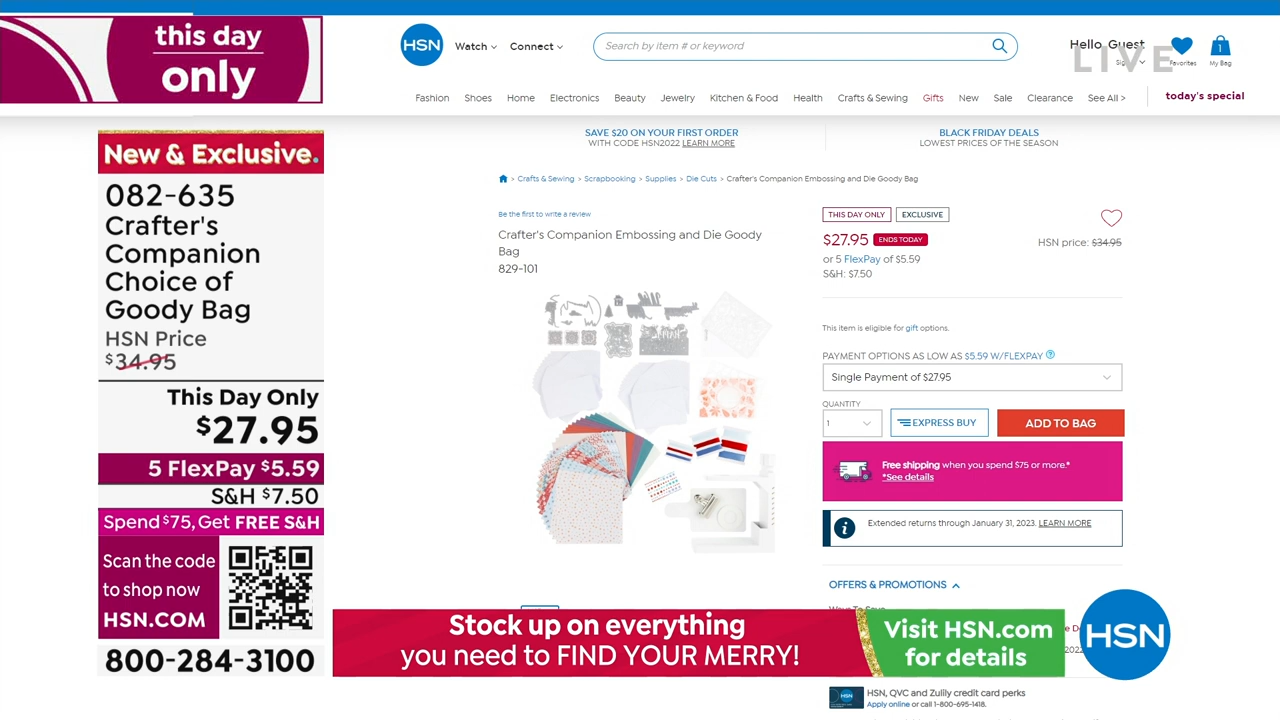 this day
only
New & Exclusive.
082-635
Crafter's
Companion
Choice of
Goody Bag
HSN Price
$34.95
This Day Only
$27.95
5 FlexPay $5.59
S&H $7.50
Spend $75, Get FREE S&H
Scan the code
to shop now
HSN.COM
800-284-3100
HSN
Watch
Connect
Search by item # or keyword
Hello, Guest
LIVE
Favorites
1
My Bag
Fashion Shoes Home Electronics Beauty Jewelry Kitchen & Food Health Crafts & Sewing Gifts New Sale Clearance See All >
today's special
SAVE $20 ON YOUR FIRST ORDER
WITH CODE HSN2022 LEARN MORE
BLACK FRIDAY DEALS
LOWEST PRICES OF THE SEASON
> Crafts & Sewing > Scrapbooking > Supplies > Die Cuts > Crafter's Companion Embossing and Die Goody Bag
Be the first to write a review
Crafter's Companion Embossing and Die Goody
Bag
829-101
THIS DAY ONLY EXCLUSIVE
$27.95 ENDS TODAY
HSN price: $34.95
or 5 FlexPay of $5.59
S&H: $7.50
This item is eligible for gift options.
PAYMENT OPTIONS AS LOW AS $5.59 W/FLEXPAY ?
Single Payment of $27.95
QUANTITY
1
EXPRESS BUY
ADD TO BAG
Free shipping when you spend $75 or more.*
*See details
Extended returns through January 31, 2023. LEARN MORE
OFFERS & PROMOTIONS
Stock up on everything
you need to FIND YOUR MERRY!
Visit HSN.com
for details
HSN
HSN, QVC and Zulily credit card perks
Apply online or call 1-800-695-1418.